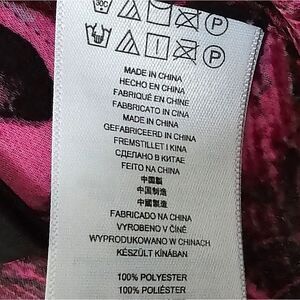 30C
P
P
MADE IN CHINA
HECHO EN CHINA
FABRIQUÉ EN CHINE
FABBRICATO IN CINA
MADE IN CHINA
GEFABRICEERD IN CHINA
FREMSTILLET I KINA
СДЕЛАНО В КИТАЕ
FEITO NA CHINA
中国製
中国制造
中國製造
FABRICADO NA CHINA
VYROBENO V ČÍNĚ
WYPRODUKOWANO W CHINACH
KÉSZÜLT KÍNÁBAN
100% POLYESTER
100% POLIÉSTER